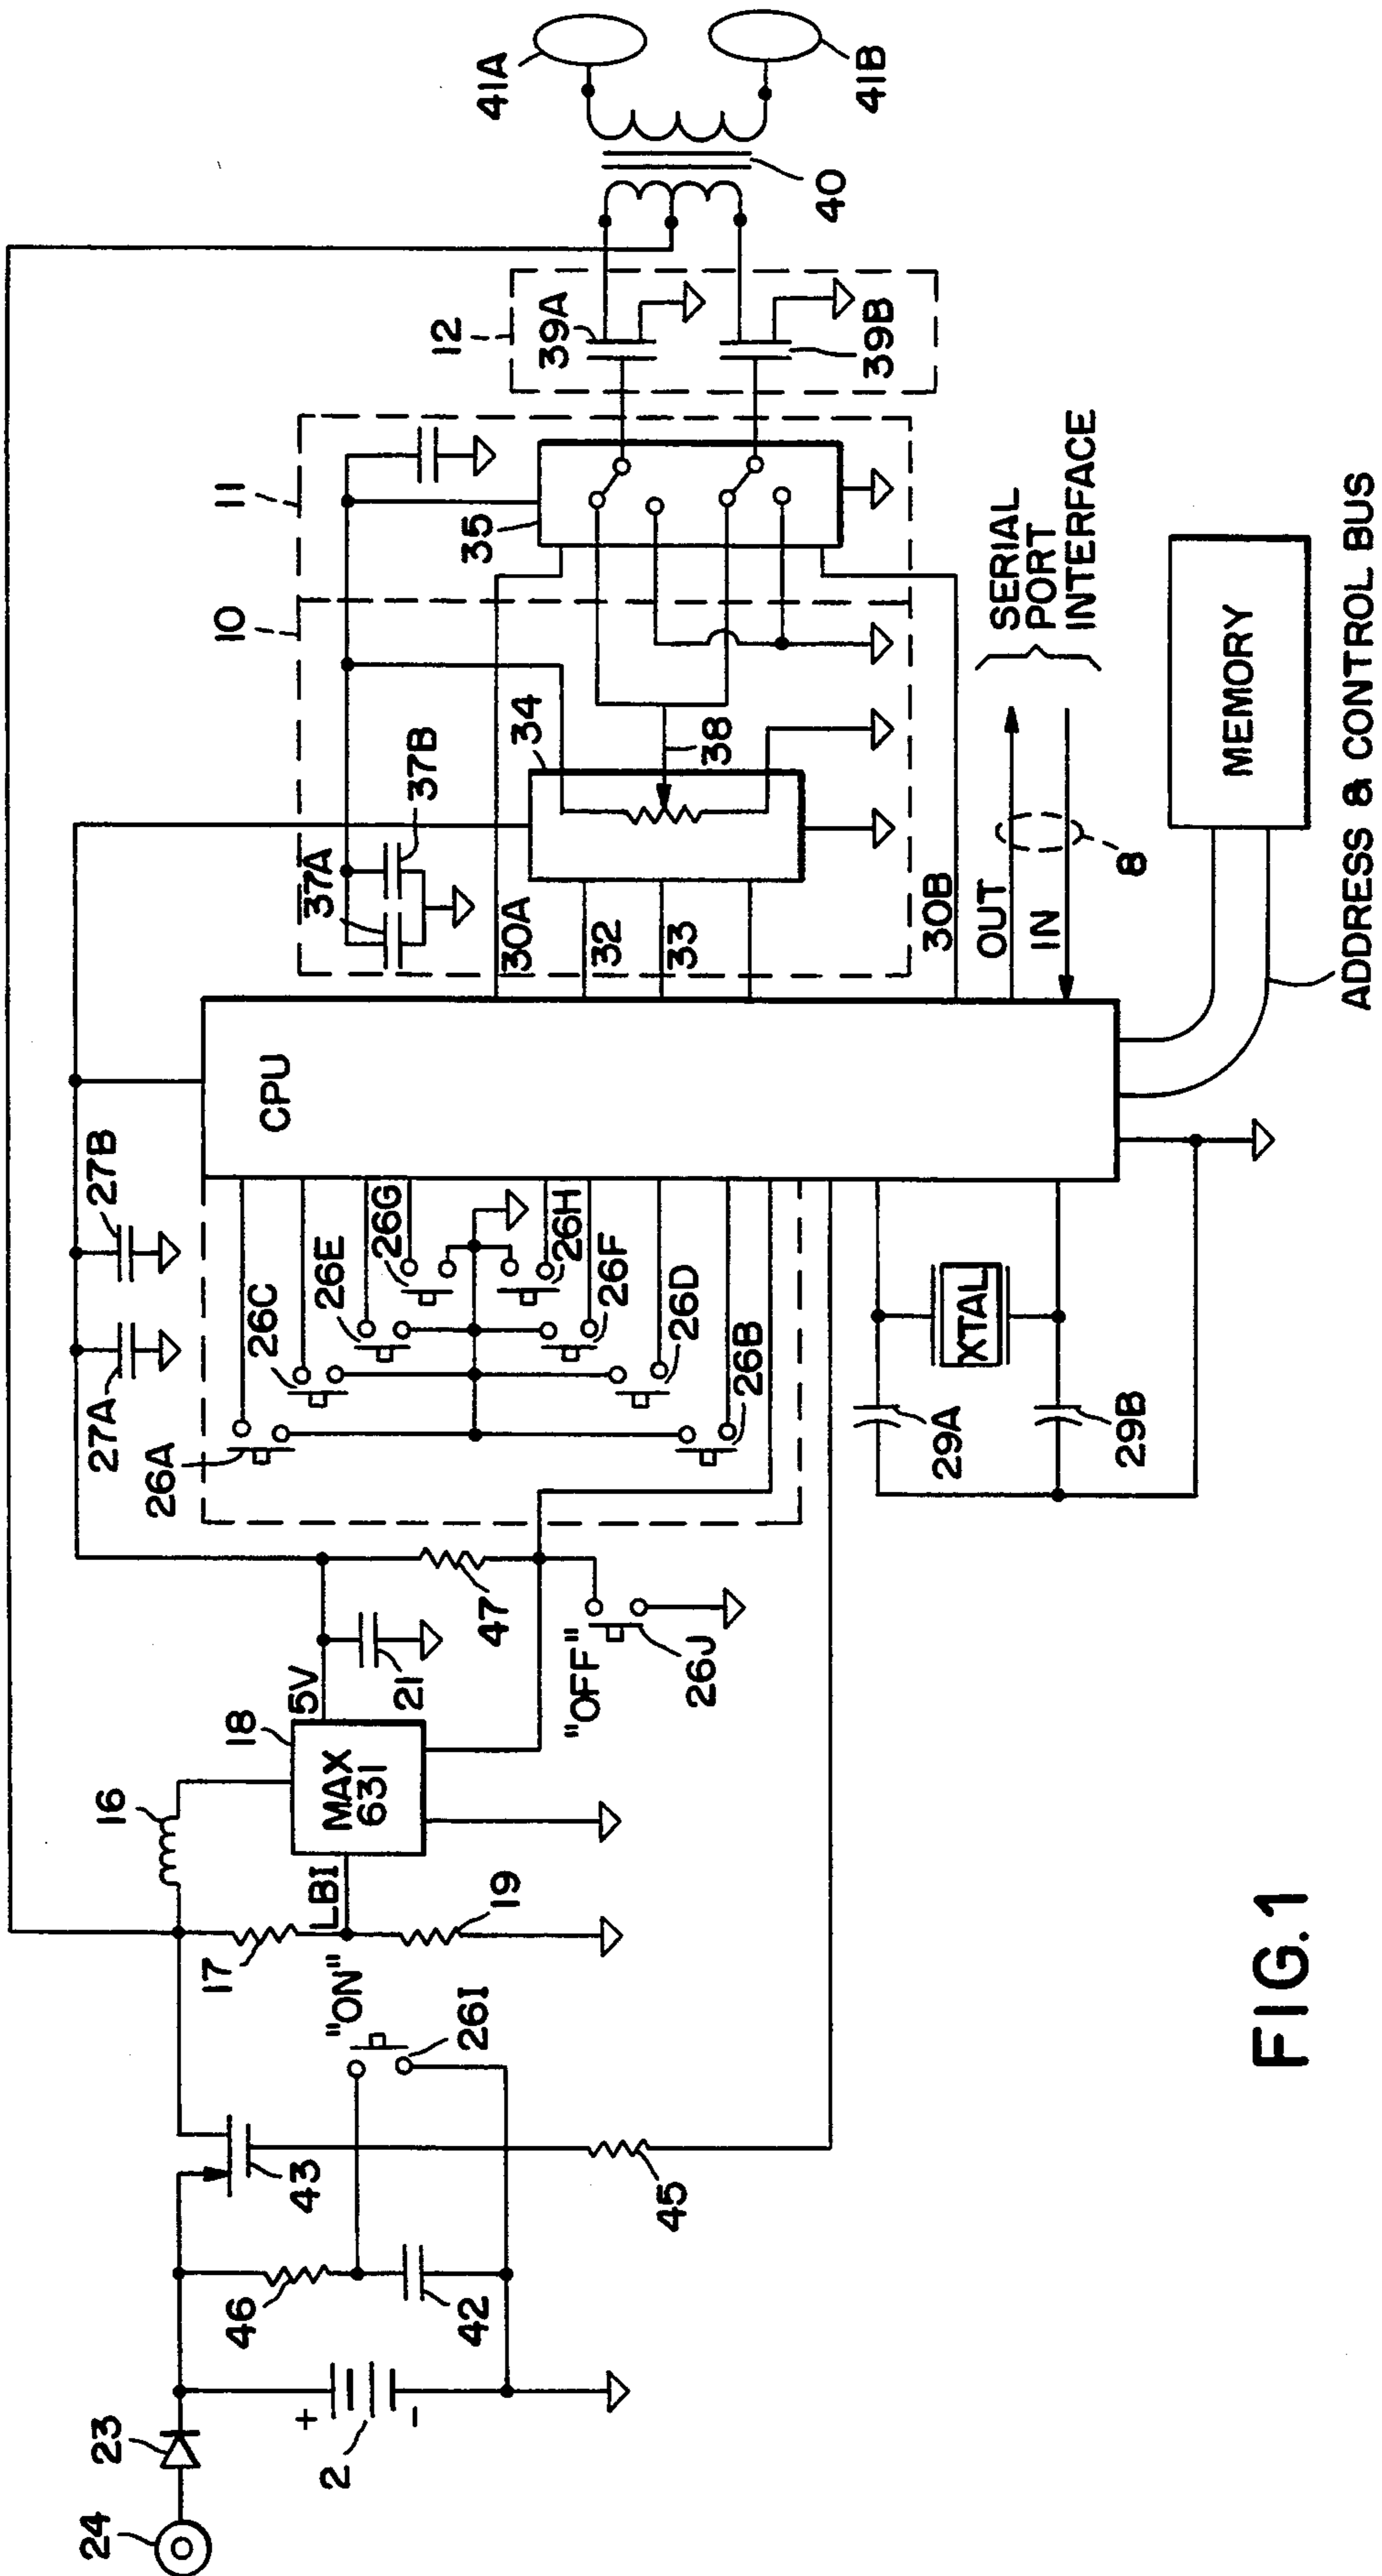 24
23
2
+
-
46
42
43
45
16
17
19
"ON"
26I
LBI
18
MAX
631
5V
21
47
"OFF"
26J
27A
27B
26A
26C
26E
26G
26H
26F
26D
26B
CPU
XTAL
29A
29B
10
11
12
37A
37B
30A
32
33
30B
34
38
35
39A
39B
40
41A
41B
OUT
IN
8
SERIAL
PORT
INTERFACE
MEMORY
ADDRESS & CONTROL BUS
FIG.1